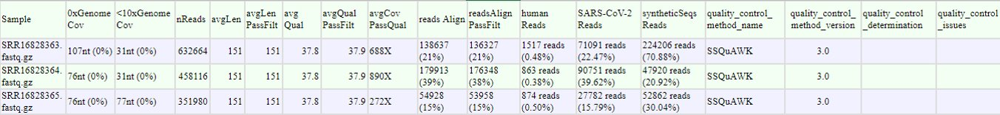 Sample 0xGenome Cov <10xGenome Cov nReads avgLen avgLen PassFilt avg Qual avgQual PassFilt avgCov PassQual reads Align readsAlign PassFilt human Reads SARS-CoV-2 Reads syntheticSeqs Reads quality_control_ method_name quality_control_ method_version quality_control _determination quality_control _issues
SRR16828363. fastq.gz 107nt (0%) 31nt (0%) 632664 151 151 37.8 37.9 688X 138637 (21%) 136327 (21%) 1517 reads (0.48%) 71091 reads (22.47%) 224206 reads (70.88%) SSQuAWK 3.0
SRR16828364. fastq.gz 76nt (0%) 31nt (0%) 458116 151 151 37.8 37.9 890X 179913 (39%) 176348 (38%) 863 reads (0.38%) 90751 reads (39.62%) 47920 reads (20.92%) SSQuAWK 3.0
SRR16828365. fastq.gz 76nt (0%) 77nt (0%) 351980 151 151 37.8 37.9 272X 54928 (15%) 53958 (15%) 874 reads (0.50%) 27782 reads (15.79%) 52862 reads (30.04%) SSQuAWK 3.0